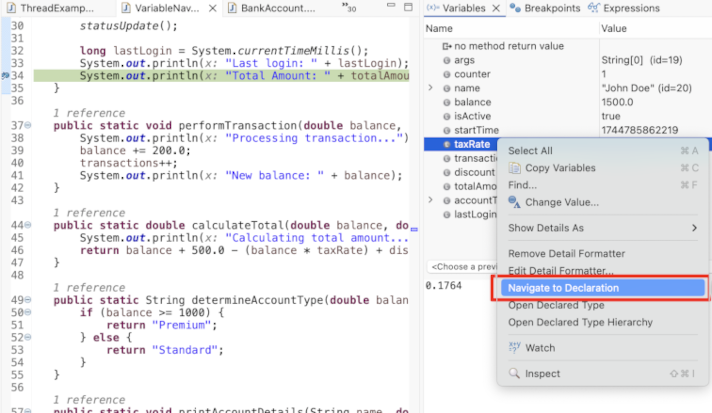 ThreadExamp...
VariableNav...
BankAccount....
»30
30 statusUpdate();
31
32 long lastLogin = System.currentTimeMillis();
33 System.out.println(x: "Last login: " + lastLogin);
34 System.out.println(x: "Total Amount: " + totalAmou
35 }
36
1 reference
37 public static void performTransaction(double balance,
38 System.out.println(x: "Processing transaction...")
39 balance += 200.0;
40 transactions++;
41 System.out.println(x: "New balance: " + balance);
42 }
43
1 reference
44 public static double calculateTotal(double balance, do
45 System.out.println(x: "Calculating total amount...
46 return balance + 500.0 - (balance * taxRate) + dis
47 }
48
1 reference
49 public static String determineAccountType(double balan
50 if (balance >= 1000) {
51 return "Premium";
52 } else {
53 return "Standard";
54 }
55 }
56
1 reference
57 public static void printAccountDetails(String name, do
(x)= Variables
Breakpoints
Expressions
Name Value
no method return value
args String[0] (id=19)
counter 1
name "John Doe" (id=20)
balance 1500.0
isActive true
startTime 1744785862219
taxRate
transacti
discount
totalAmo
accountT
lastLogin
<Choose a previ
0.1764
Select All ⌘ A
Copy Variables ⌘ C
Find... ⌘ F
Change Value...
Show Details As
Remove Detail Formatter
Edit Detail Formatter...
Navigate to Declaration
Open Declared Type
Open Declared Type Hierarchy
Watch
Inspect ⇧⌘ I